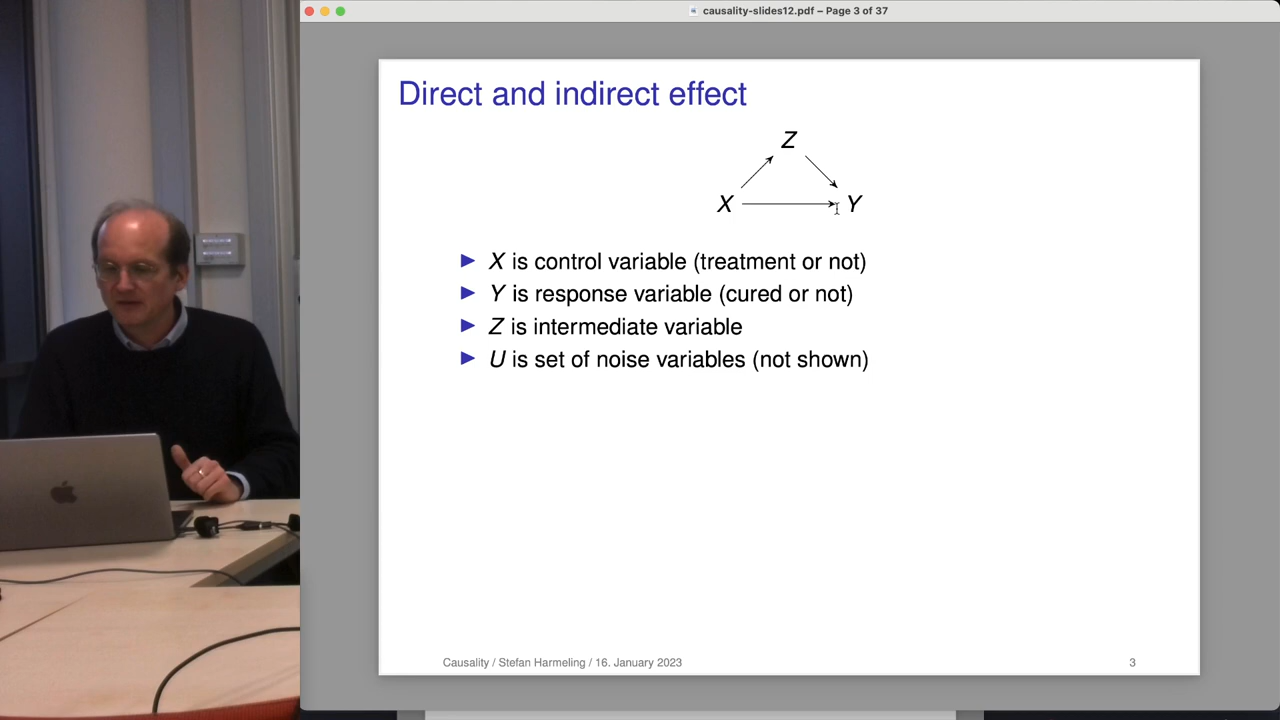 causality-slides12.pdf – Page 3 of 37
Direct and indirect effect
Z
X
Y
X is control variable (treatment or not)
Y is response variable (cured or not)
Z is intermediate variable
U is set of noise variables (not shown)
Causality / Stefan Harmeling / 16. January 2023
3